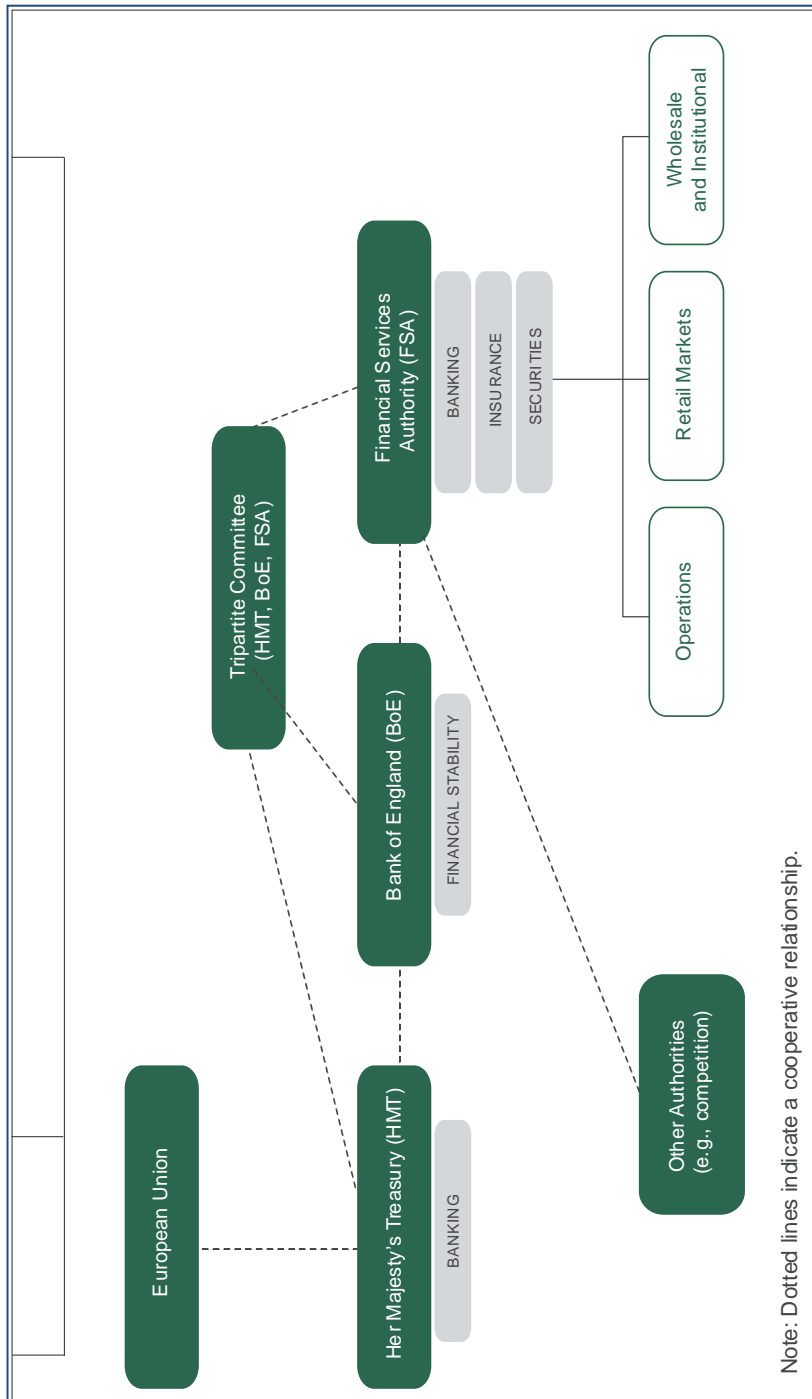 European Union
Tripartite Committee
(HMT, BoE, FSA)
Her Majesty's Treasury (HMT)
BANKING
Bank of England (BoE)
FINANCIAL STABILITY
Financial Services
Authority (FSA)
BANKING
INSURANCE
SECURITIES
Other Authorities
(e.g., competition)
Operations
Retail Markets
Wholesale
and Institutional
Note: Dotted lines indicate a cooperative relationship.